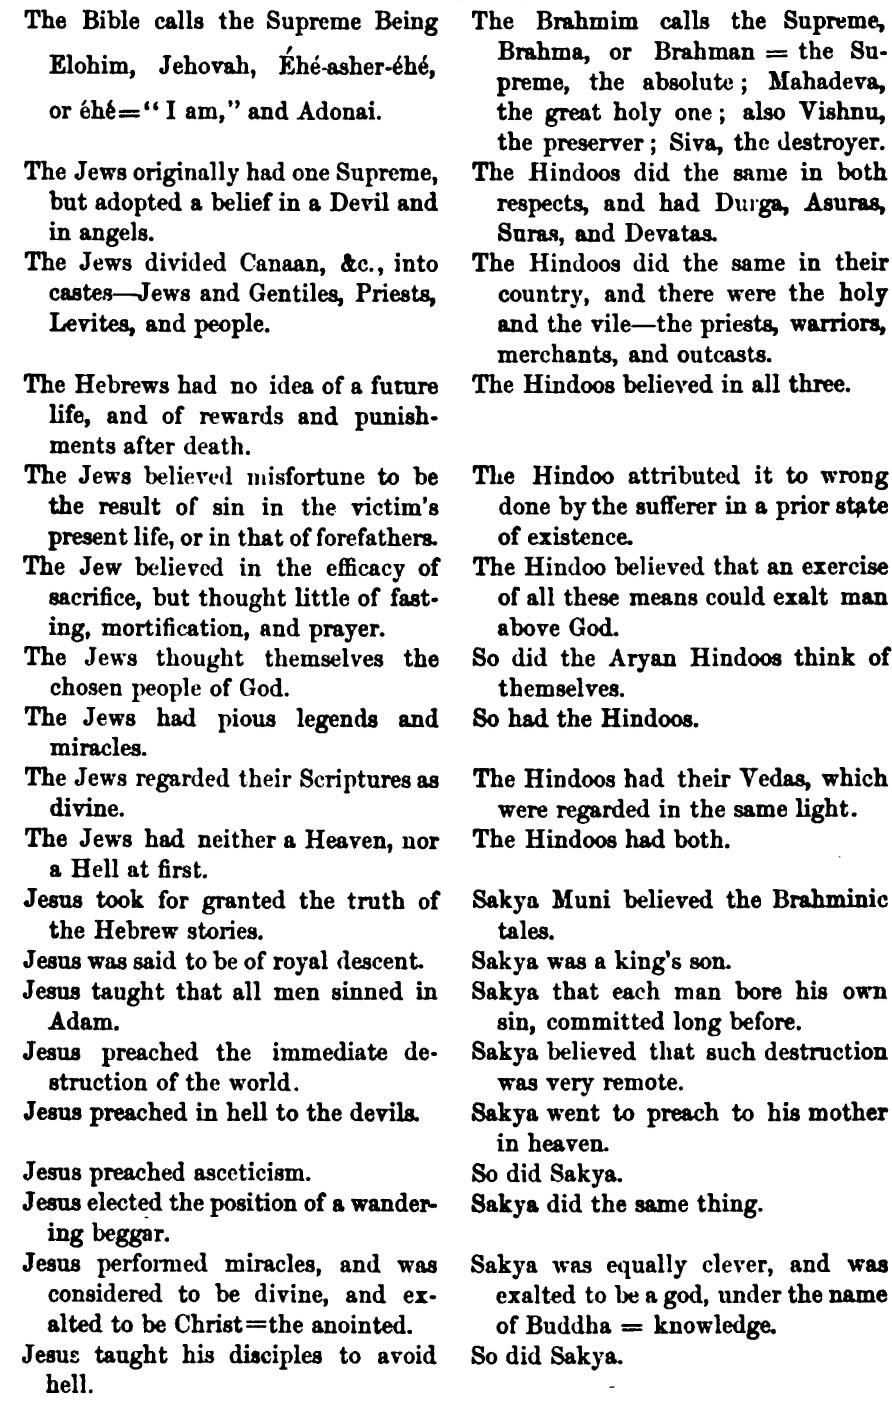 The Bible calls the Supreme Being
Elohim, Jehovah, Éhé-asher-éhé,
or éhé=“ I am,” and Adonai.
The Jews originally had one Supreme,
but adopted a belief in a Devil and
in angels.
The Jews divided Canaan, &c., into
castes—Jews and Gentiles, Priests,
Levites, and people.
The Hebrews had no idea of a future
life, and of rewards and punish-
ments after death.
The Jews believed misfortune to be
the result of sin in the victim's
present life, or in that of forefathers.
The Jew believed in the efficacy of
sacrifice, but thought little of fast-
ing, mortification, and prayer.
The Jews thought themselves the
chosen people of God.
The Jews had pious legends and
miracles.
The Jews regarded their Scriptures as
divine.
The Jews had neither a Heaven, nor
a Hell at first.
Jesus took for granted the truth of
the Hebrew stories.
Jesus was said to be of royal descent.
Jesus taught that all men sinned in
Adam.
Jesus preached the immediate de-
struction of the world.
Jesus preached in hell to the devils.
Jesus preached asceticism.
Jesus elected the position of a wander-
ing beggar.
Jesus performed miracles, and was
considered to be divine, and ex-
alted to be Christ=the anointed.
Jesus taught his disciples to avoid
hell.
The Brahmim calls the Supreme,
Brahma, or Brahman = the Su-
preme, the absolute ; Mahadeva,
the great holy one ; also Vishnu,
the preserver ; Siva, the destroyer.
The Hindoos did the same in both
respects, and had Durga, Asuras,
Suras, and Devatas.
The Hindoos did the same in their
country, and there were the holy
and the vile—the priests, warriors,
merchants, and outcasts.
The Hindoos believed in all three.
The Hindoo attributed it to wrong
done by the sufferer in a prior state
of existence.
The Hindoo believed that an exercise
of all these means could exalt man
above God.
So did the Aryan Hindoos think of
themselves.
So had the Hindoos.
The Hindoos had their Vedas, which
were regarded in the same light.
The Hindoos had both.
Sakya Muni believed the Brahminic
tales.
Sakya was a king's son.
Sakya that each man bore his own
sin, committed long before.
Sakya believed that such destruction
was very remote.
Sakya went to preach to his mother
in heaven.
So did Sakya.
Sakya did the same thing.
Sakya was equally clever, and was
exalted to be a god, under the name
of Buddha = knowledge.
So did Sakya.